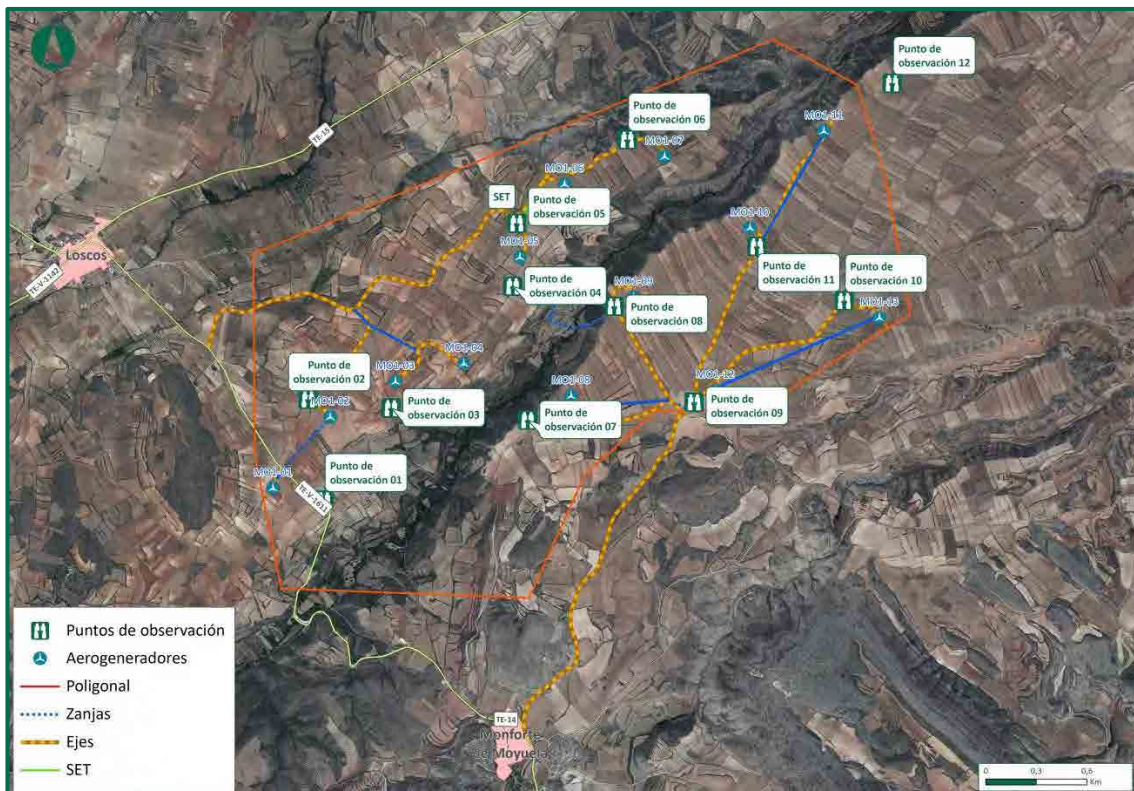 Punto de
observación 12
TE-15
Punto de
observación 06
MO1-11
MO1-07
MO1-06
SET
Punto de
observación 05
MO1-10
Loscos
MO1-05
Punto de
observación 11
Punto de
observación 10
TE-V-1142
Punto de
observación 04
MO1-09
MO1-13
Punto de
observación 08
MO1-04
Punto de
observación 02
MO1-03
MO1-12
MO1-02
Punto de
observación 03
Punto de
observación 07
Punto de
observación 09
MO1-01
Punto de
observación 01
TE-V-1611
Puntos de observación
Aerogeneradores
Poligonal
Zanjas
Ejes
SET
TE-14
Monforte
de Moyuela
0 0,3 0,6
Km